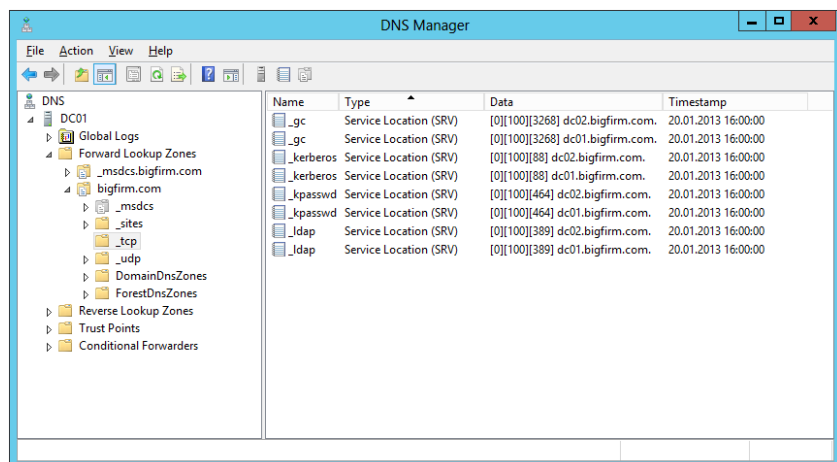 DNS Manager
File Action View Help
DNS
DC01
Global Logs
Forward Lookup Zones
_msdcs.bigfirm.com
bigfirm.com
_msdcs
_sites
_tcp
_udp
DomainDnsZones
ForestDnsZones
Reverse Lookup Zones
Trust Points
Conditional Forwarders
Name Type Data Timestamp
_gc Service Location (SRV) [0][100][3268] dc02.bigfirm.com. 20.01.2013 16:00:00
_gc Service Location (SRV) [0][100][3268] dc01.bigfirm.com. 20.01.2013 16:00:00
_kerberos Service Location (SRV) [0][100][88] dc02.bigfirm.com. 20.01.2013 16:00:00
_kerberos Service Location (SRV) [0][100][88] dc01.bigfirm.com. 20.01.2013 16:00:00
_kpasswd Service Location (SRV) [0][100][464] dc02.bigfirm.com. 20.01.2013 16:00:00
_kpasswd Service Location (SRV) [0][100][464] dc01.bigfirm.com. 20.01.2013 16:00:00
_ldap Service Location (SRV) [0][100][389] dc02.bigfirm.com. 20.01.2013 16:00:00
_ldap Service Location (SRV) [0][100][389] dc01.bigfirm.com. 20.01.2013 16:00:00